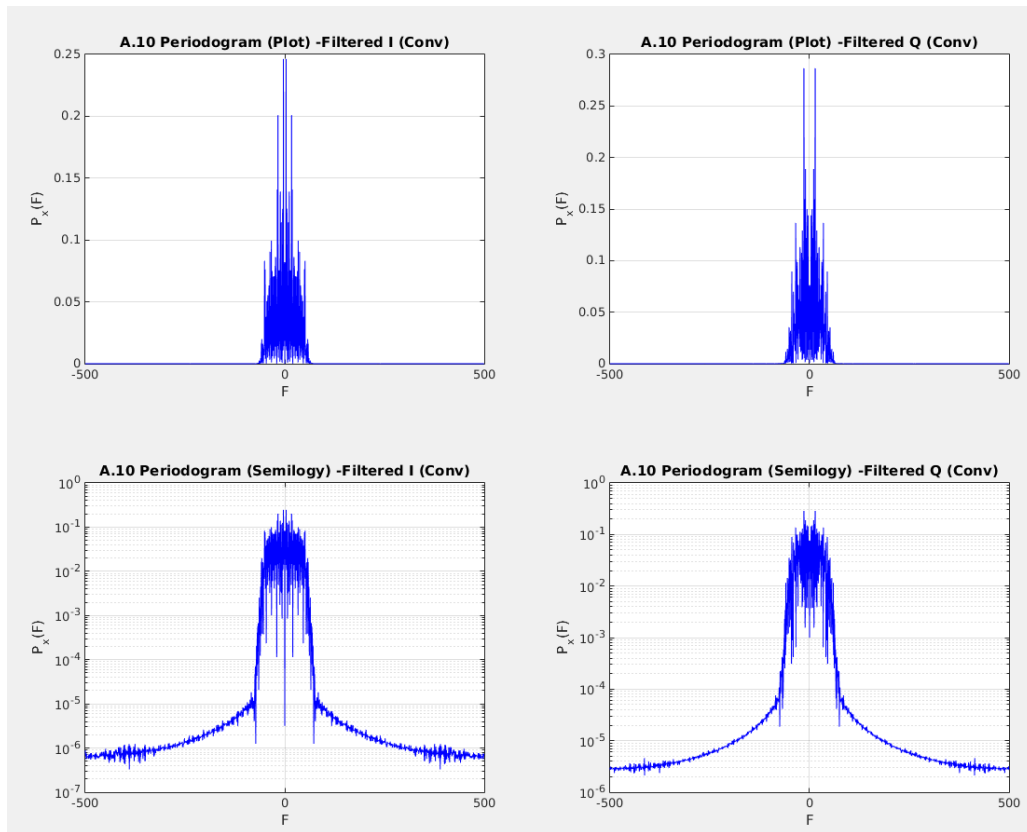 A.10 Periodogram (Plot) -Filtered I (Conv)
0.25
0.2
0.15
0.1
0.05
0
P_x(F)
-500 0 500
F
A.10 Periodogram (Plot) -Filtered Q (Conv)
0.3
0.25
0.2
0.15
0.1
0.05
0
P_x(F)
-500 0 500
F
A.10 Periodogram (Semilogy) -Filtered I (Conv)
10^0
10^-1
10^-2
10^-3
10^-4
10^-5
10^-6
10^-7
P_x(F)
-500 0 500
F
A.10 Periodogram (Semilogy) -Filtered Q (Conv)
10^0
10^-1
10^-2
10^-3
10^-4
10^-5
10^-6
P_x(F)
-500 0 500
F